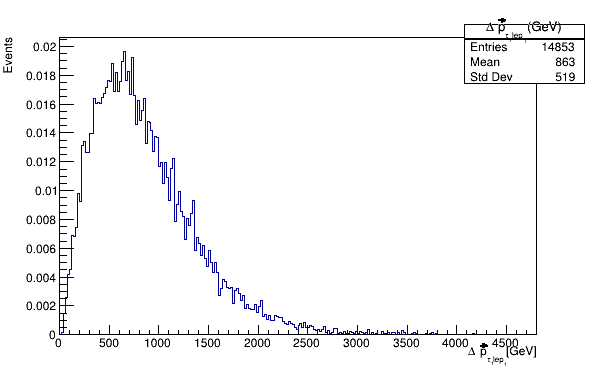 Δ p⃗ τ₁lep₁ (GeV)
Entries 14853
Mean 863
Std Dev 519
Events
0.02
0.018
0.016
0.014
0.012
0.01
0.008
0.006
0.004
0.002
0
0 500 1000 1500 2000 2500 3000 3500 4000 4500
Δ p⃗ τ₁lep₁ [GeV]